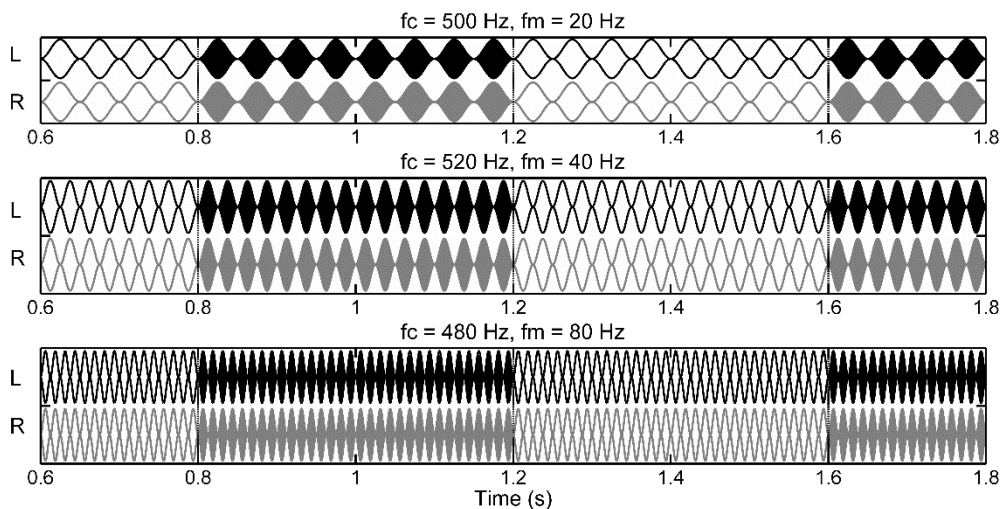 fc = 500 Hz, fm = 20 Hz
L
R
0.6 0.8 1 1.2 1.4 1.6 1.8
fc = 520 Hz, fm = 40 Hz
L
R
0.6 0.8 1 1.2 1.4 1.6 1.8
fc = 480 Hz, fm = 80 Hz
L
R
0.6 0.8 1 1.2 1.4 1.6 1.8
Time (s)